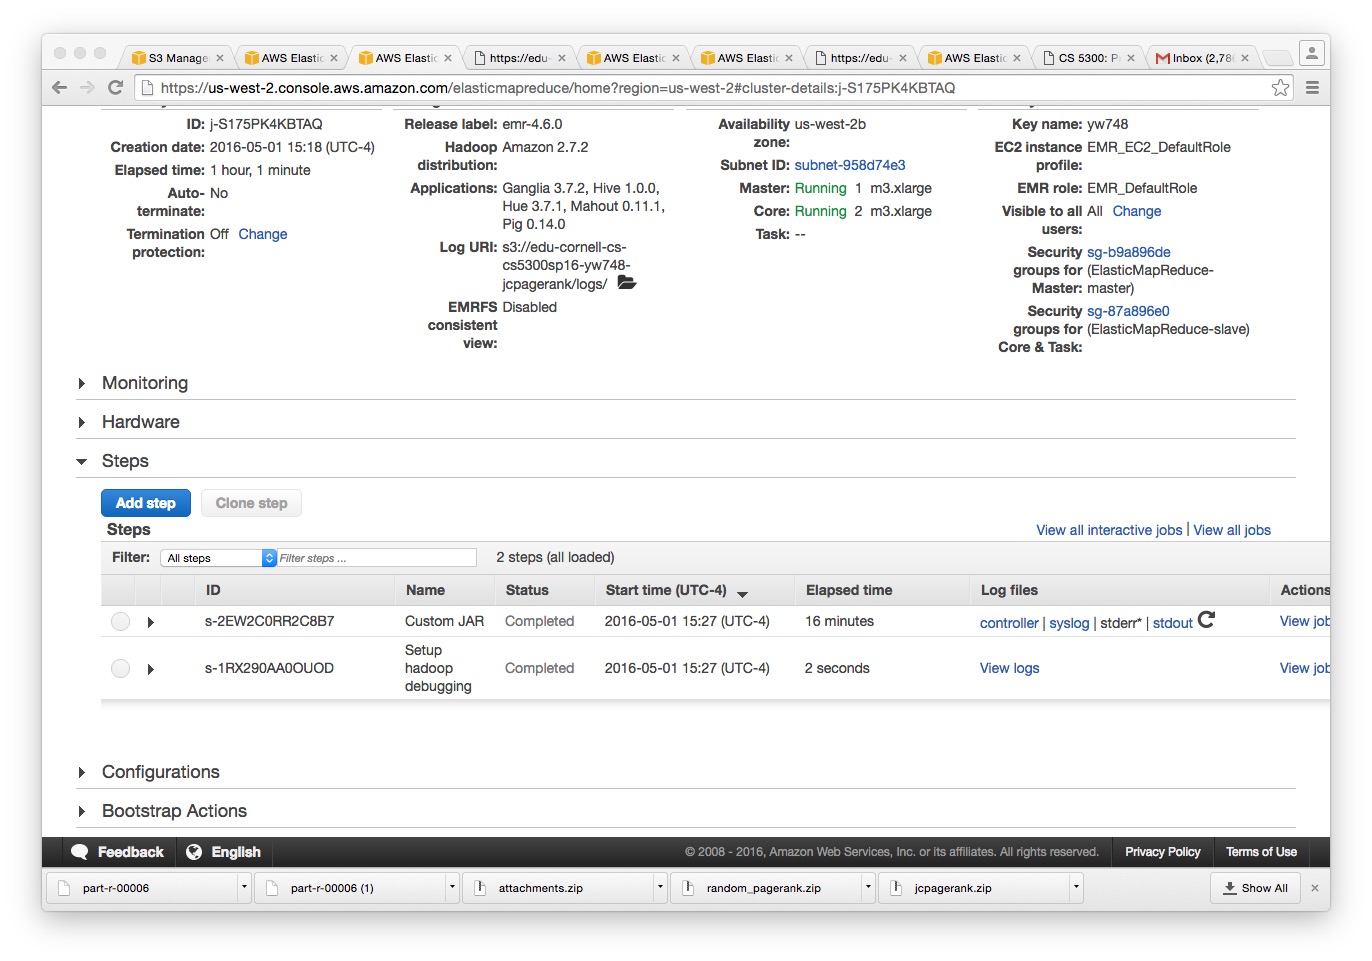 S3 Manage
AWS Elastic
AWS Elastic
https://edu-
AWS Elastic
AWS Elastic
https://edu-
AWS Elastic
CS 5300: P
Inbox (2,78
https://us-west-2.console.aws.amazon.com/elasticmapreduce/home?region=us-west-2#cluster-details:j-S175PK4KBTAQ
ID: j-S175PK4KBTAQ
Creation date: 2016-05-01 15:18 (UTC-4)
Elapsed time: 1 hour, 1 minute
Auto- No
terminate:
Termination Off Change
protection:
Release label: emr-4.6.0
Hadoop Amazon 2.7.2
distribution:
Applications: Ganglia 3.7.2, Hive 1.0.0,
Hue 3.7.1, Mahout 0.11.1,
Pig 0.14.0
Log URI: s3://edu-cornell-cs-
cs5300sp16-yw748-
jcpagerank/logs/
EMRFS Disabled
consistent
view:
Availability us-west-2b
zone:
Subnet ID: subnet-958d74e3
Master: Running 1 m3.xlarge
Core: Running 2 m3.xlarge
Task: --
Key name: yw748
EC2 instance EMR_EC2_DefaultRole
profile:
EMR role: EMR_DefaultRole
Visible to all All Change
users:
Security sg-b9a896de
groups for (ElasticMapReduce-
Master: master)
Security sg-87a896e0
groups for (ElasticMapReduce-slave)
Core & Task:
Monitoring
Hardware
Steps
Add step Clone step
Steps
View all interactive jobs | View all jobs
Filter: All steps Filter steps ... 2 steps (all loaded)
ID Name Status Start time (UTC-4) Elapsed time Log files Actions
s-2EW2C0RR2C8B7 Custom JAR Completed 2016-05-01 15:27 (UTC-4) 16 minutes controller | syslog | stderr* | stdout View job
s-1RX290AA0OUOD Setup hadoop debugging Completed 2016-05-01 15:27 (UTC-4) 2 seconds View logs View job
Configurations
Bootstrap Actions
Feedback English © 2008 - 2016, Amazon Web Services, Inc. or its affiliates. All rights reserved. Privacy Policy Terms of Use
part-r-00006 part-r-00006 (1) attachments.zip random_pagerank.zip jcpagerank.zip Show All